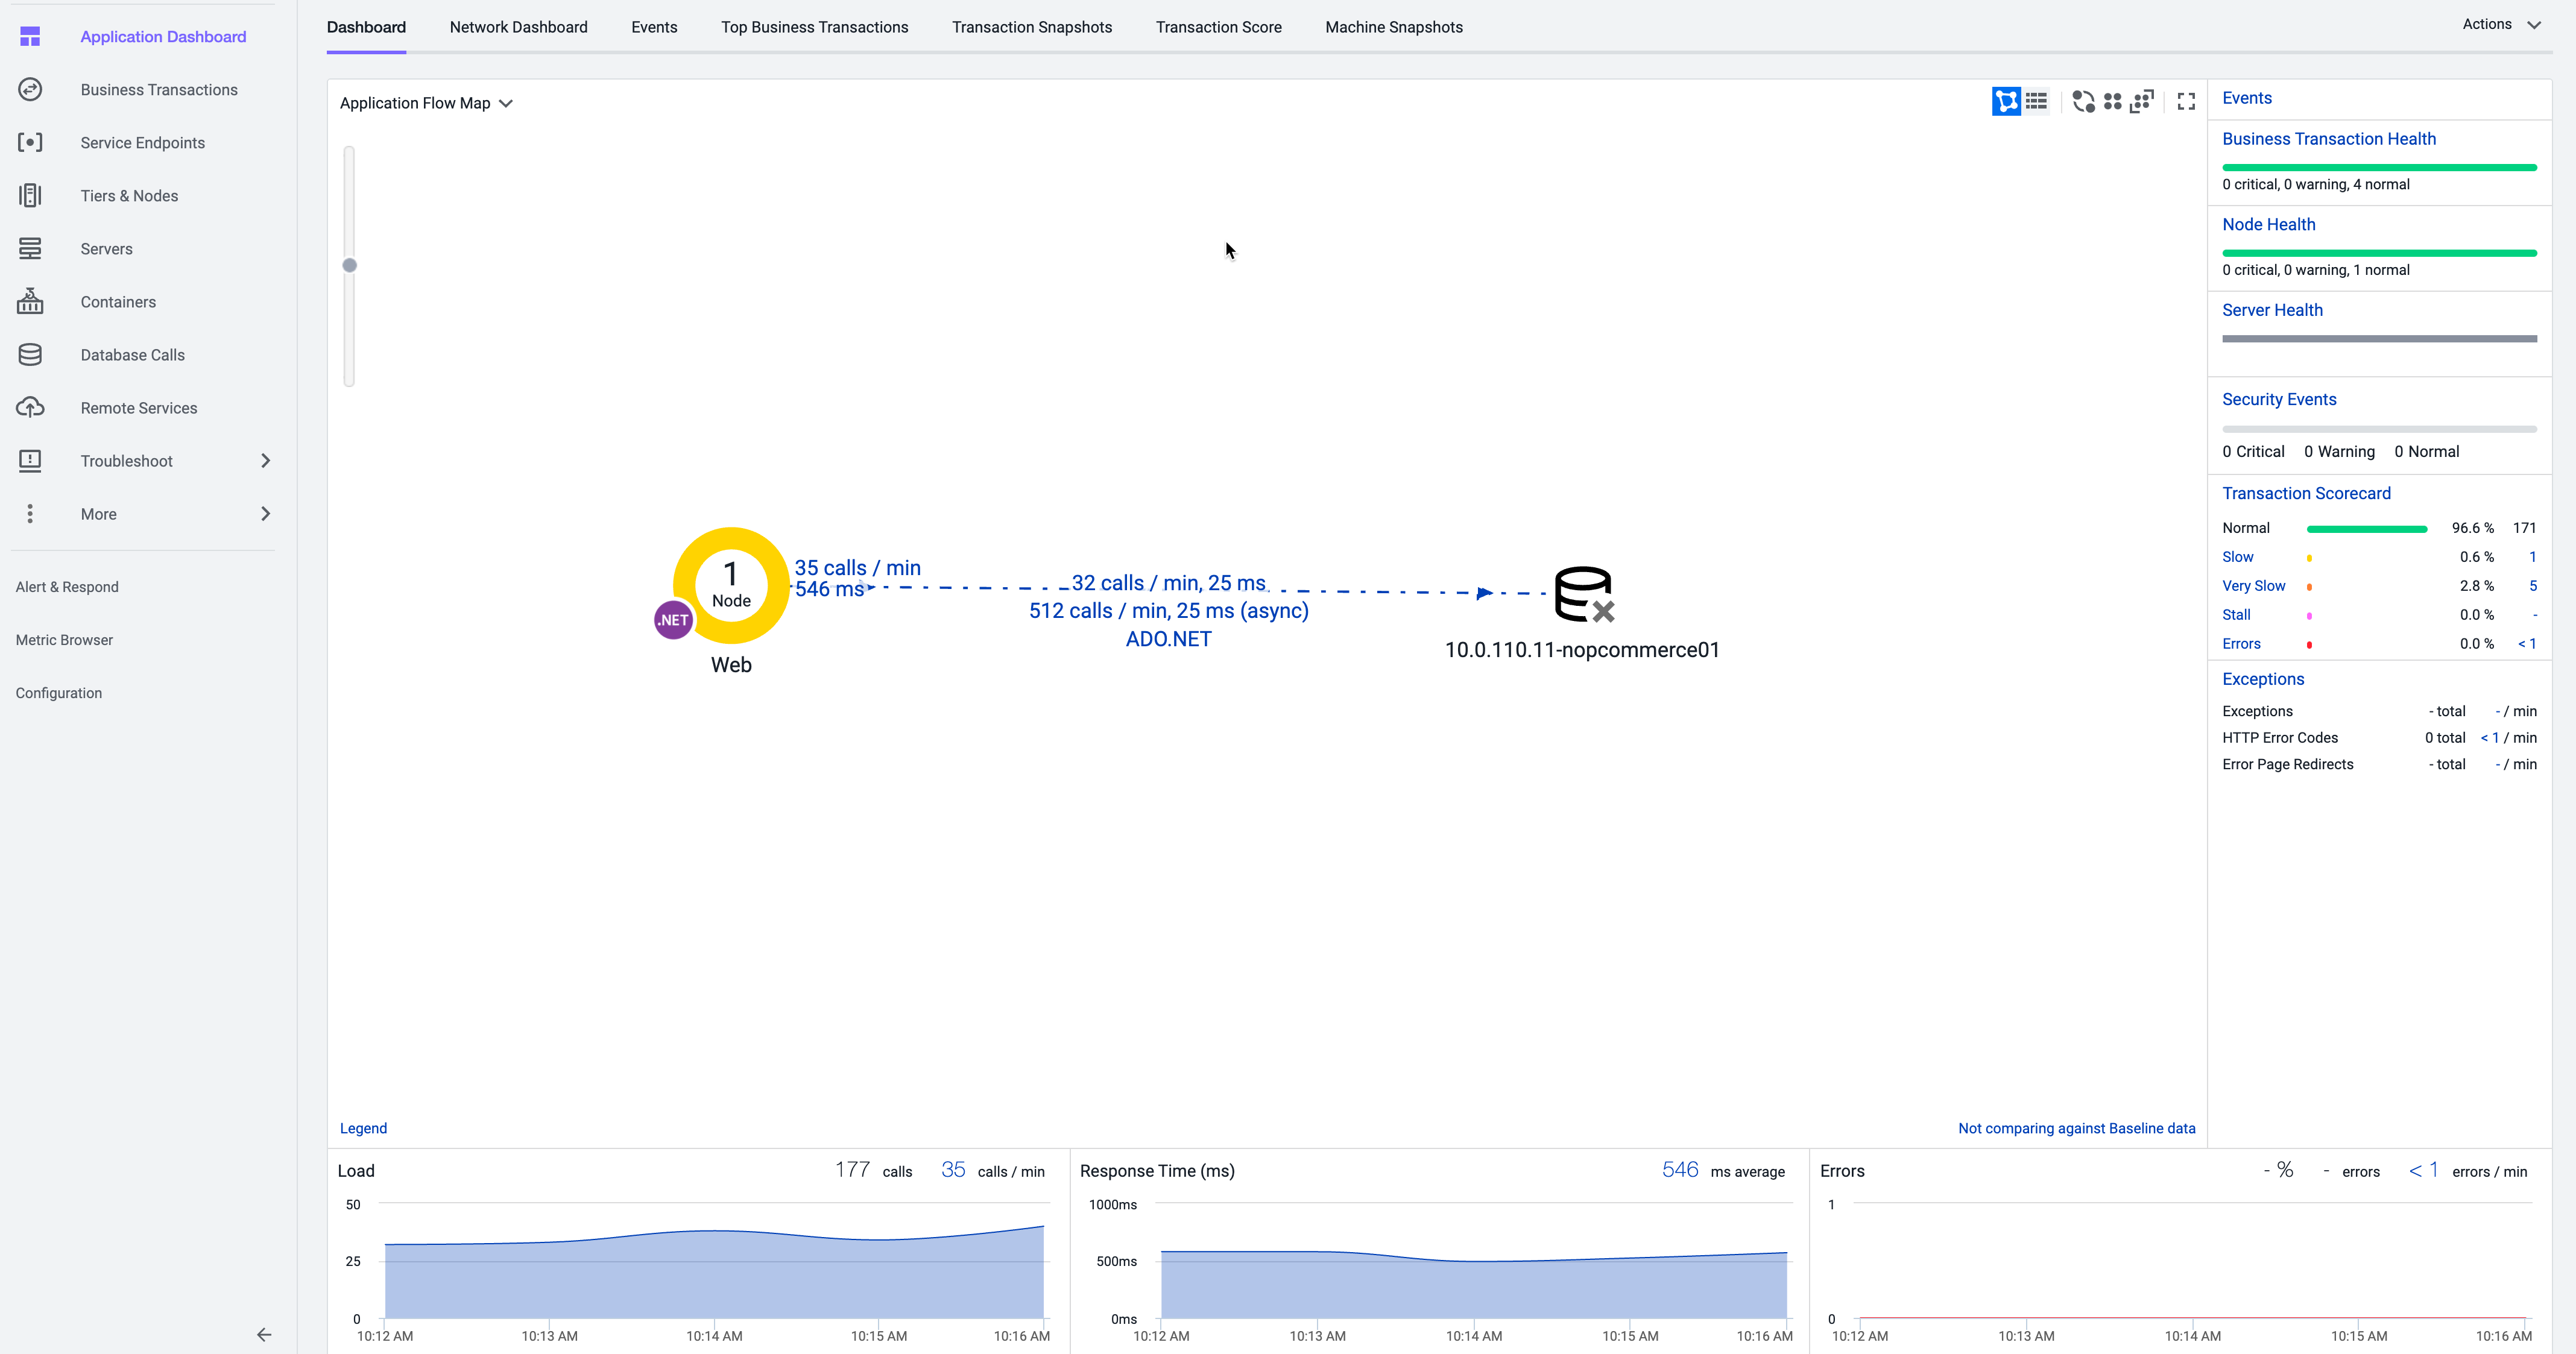 Application Dashboard
Business Transactions
Service Endpoints
Tiers & Nodes
Servers
Containers
Database Calls
Remote Services
Troubleshoot
More
Alert & Respond
Metric Browser
Configuration
Dashboard Network Dashboard Events Top Business Transactions Transaction Snapshots Transaction Score Machine Snapshots Actions
Application Flow Map
1
Node
.NET
Web
35 calls / min
546 ms
32 calls / min, 25 ms
512 calls / min, 25 ms (async)
ADO.NET
10.0.110.11-nopcommerce01
Legend
Not comparing against Baseline data
Events
Business Transaction Health
0 critical, 0 warning, 4 normal
Node Health
0 critical, 0 warning, 1 normal
Server Health
Security Events
0 Critical 0 Warning 0 Normal
Transaction Scorecard
Normal 96.6 % 171
Slow 0.6 % 1
Very Slow 2.8 % 5
Stall 0.0 % -
Errors 0.0 % < 1
Exceptions
Exceptions - total - / min
HTTP Error Codes 0 total < 1 / min
Error Page Redirects - total - / min
Load 177 calls 35 calls / min
50
25
0
10:12 AM 10:13 AM 10:14 AM 10:15 AM 10:16 AM
Response Time (ms) 546 ms average
1000ms
500ms
0ms
10:12 AM 10:13 AM 10:14 AM 10:15 AM 10:16 AM
Errors - % - errors < 1 errors / min
1
0
10:12 AM 10:13 AM 10:14 AM 10:15 AM 10:16 AM